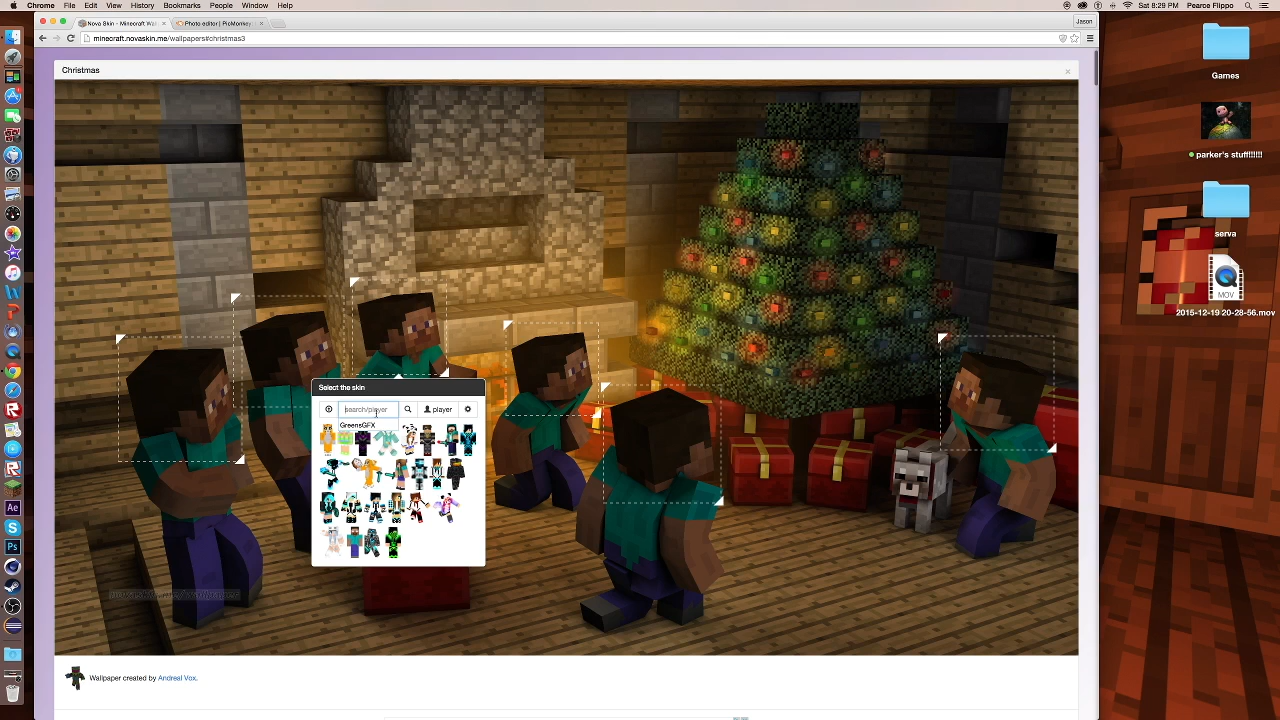 Chrome File Edit View History Bookmarks People Window Help
Sat 8:29 PM Pearce Flippo
Nova Skin - Minecraft Wal
Photo editor | PicMonkey
Jason
minecraft.novaskin.me/wallpapers#christmas3
Christmas
×
Select the skin
search/player
player
GreensGFX
Wallpaper created by Andreal Vox.
Games
parker's stuff!!!!!!
serva
MOV
2015-12-19 20-28-56.mov